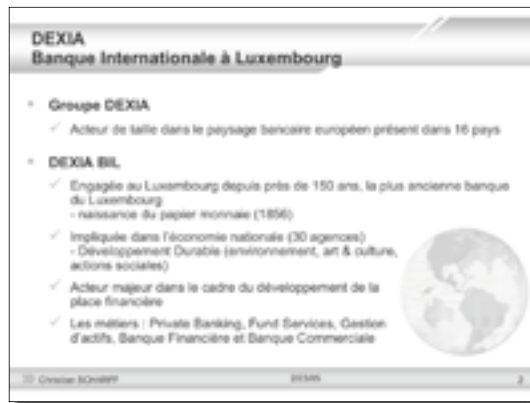 DEXIA
Banque Internationale à Luxembourg
Groupe DEXIA
Acteur de taille dans le paysage bancaire européen présent dans 16 pays
DEXIA BIL
Engagée au Luxembourg depuis près de 150 ans, la plus ancienne banque
du Luxembourg
- naissance du papier monnaie (1856)
Impliquée dans l'économie nationale (30 agences)
- Développement Durable (environnement, art & culture,
actions sociales)
Acteur majeur dans le cadre du développement de la
place financière
Les métiers : Private Banking, Fund Services, Gestion
d'actifs, Banque Financière et Banque Commerciale
Christian SCHARFF
2